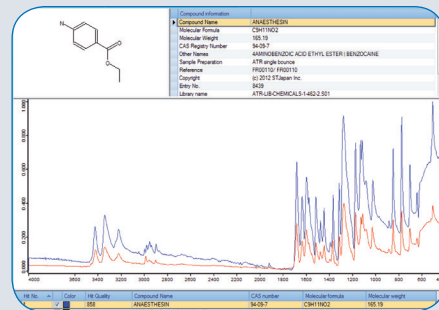 N
O
O
Compound information
Compound Name ANAESTHESIN
Molecular Formula C9H11NO2
Molecular Weight 165.19
CAS Registry Number 94-09-7
Other Names 4AMINOBENZOIC ACID ETHYL ESTER | BENZOCAINE
Sample Preparation ATR single bounce
Reference FR00110/ FR00110
Copyright (c) 2012 STJapan Inc.
Entry No. 8439
Library name ATR-LIB-CHEMICALS-1-462-2.S01
1.000
0.800
0.600
0.400
0.200
0.000
4000 3800 3600 3400 3200 3000 2800 2600 2400 2200 2000 1800 1600 1400 1200 1000 800 600
Hit No. Color Hit Quality Compound Name CAS number Molecular formula Molecular weight
858 ANAESTHESIN 94-09-7 C9H11NO2 165.19